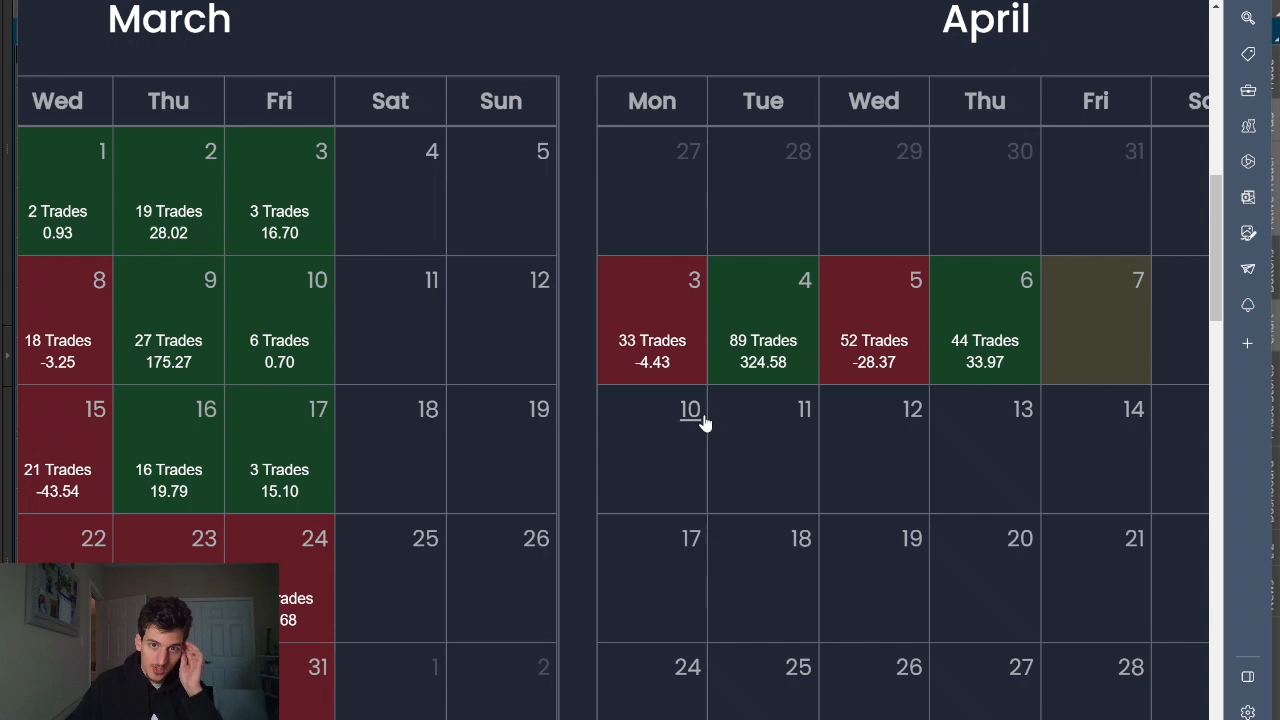 March
Wed Thu Fri Sat Sun
1 2 3 4 5
2 Trades 19 Trades 3 Trades
0.93 28.02 16.70
8 9 10 11 12
18 Trades 27 Trades 6 Trades
-3.25 175.27 0.70
15 16 17 18 19
21 Trades 16 Trades 3 Trades
-43.54 19.79 15.10
22 23 24 25 26
rades
68
31 1 2
April
Mon Tue Wed Thu Fri
27 28 29 30 31
3 4 5 6 7
33 Trades 89 Trades 52 Trades 44 Trades
-4.43 324.58 -28.37 33.97
10 11 12 13 14
17 18 19 20 21
24 25 26 27 28